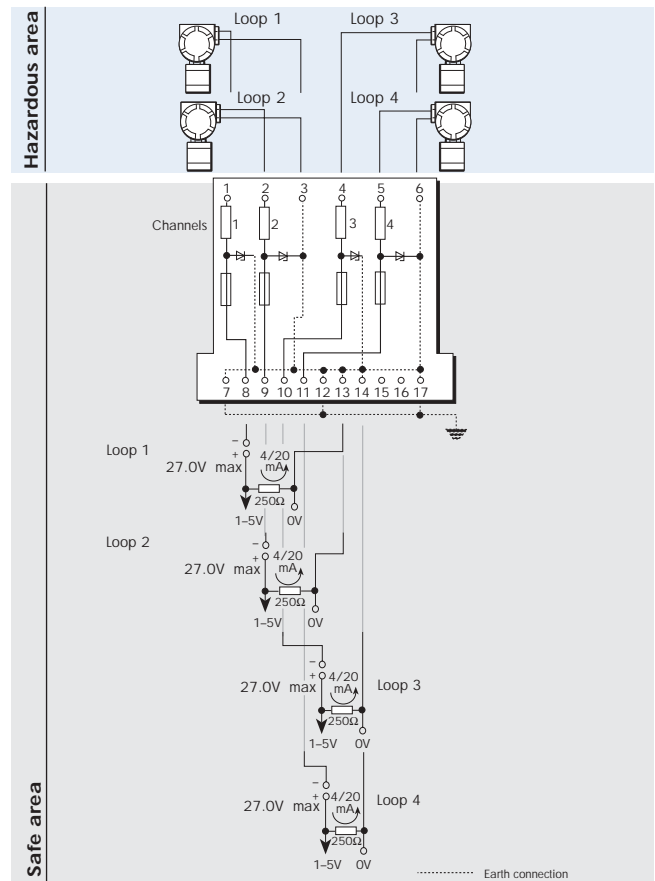 Hazardous area
Loop 1
Loop 3
Loop 2
Loop 4
1 2 3 4 5 6
Channels
1 2 3 4
7 8 9 10 11 12 13 14 15 16 17
Loop 1
–
+
27.0V max
4/20
mA
250Ω
1–5V
0V
Loop 2
–
+
27.0V max
4/20
mA
250Ω
1–5V
0V
Loop 3
–
+
27.0V max
4/20
mA
250Ω
1–5V
0V
Loop 4
–
+
27.0V max
4/20
mA
250Ω
1–5V
0V
Safe area
Earth connection